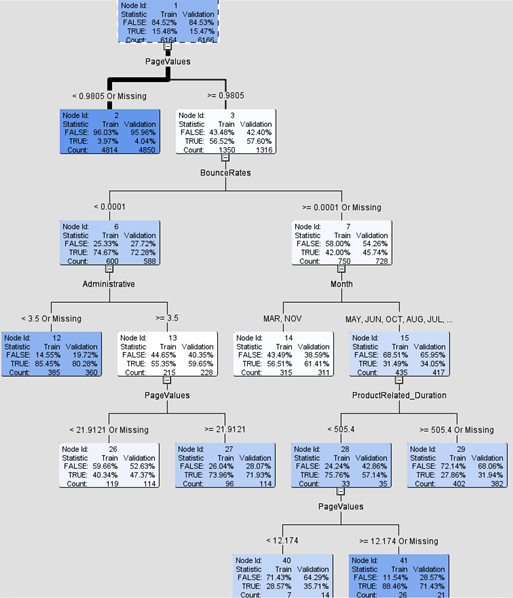 Node Id: 1
Statistic Train Validation
FALSE: 84.52% 84.53%
TRUE: 15.48% 15.47%
Count: 6164 6166
PageValues
< 0.9805 Or Missing >= 0.9805
Node Id: 2
Statistic Train Validation
FALSE: 96.03% 95.96%
TRUE: 3.97% 4.04%
Count: 4814 4850
Node Id: 3
Statistic Train Validation
FALSE: 43.48% 42.40%
TRUE: 56.52% 57.60%
Count: 1350 1316
BounceRates
< 0.0001 >= 0.0001 Or Missing
Node Id: 6
Statistic Train Validation
FALSE: 25.33% 27.72%
TRUE: 74.67% 72.28%
Count: 600 588
Node Id: 7
Statistic Train Validation
FALSE: 58.00% 54.26%
TRUE: 42.00% 45.74%
Count: 750 728
Administrative Month
< 3.5 Or Missing >= 3.5 MAR, NOV MAY, JUN, OCT, AUG, JUL, ...
Node Id: 12
Statistic Train Validation
FALSE: 14.55% 19.72%
TRUE: 85.45% 80.28%
Count: 385 360
Node Id: 13
Statistic Train Validation
FALSE: 44.65% 40.35%
TRUE: 55.35% 59.65%
Count: 215 228
Node Id: 14
Statistic Train Validation
FALSE: 43.49% 38.59%
TRUE: 56.51% 61.41%
Count: 315 311
Node Id: 15
Statistic Train Validation
FALSE: 68.51% 65.95%
TRUE: 31.49% 34.05%
Count: 435 417
PageValues ProductRelated_Duration
< 21.9121 Or Missing >= 21.9121 < 505.4 >= 505.4 Or Missing
Node Id: 26
Statistic Train Validation
FALSE: 59.66% 52.63%
TRUE: 40.34% 47.37%
Count: 119 114
Node Id: 27
Statistic Train Validation
FALSE: 26.04% 28.07%
TRUE: 73.96% 71.93%
Count: 96 114
Node Id: 28
Statistic Train Validation
FALSE: 24.24% 42.86%
TRUE: 75.76% 57.14%
Count: 33 35
Node Id: 29
Statistic Train Validation
FALSE: 72.14% 68.06%
TRUE: 27.86% 31.94%
Count: 402 382
PageValues
< 12.174 >= 12.174 Or Missing
Node Id: 40
Statistic Train Validation
FALSE: 71.43% 64.29%
TRUE: 28.57% 35.71%
Count: 7 14
Node Id: 41
Statistic Train Validation
FALSE: 11.54% 28.57%
TRUE: 88.46% 71.43%
Count: 26 21